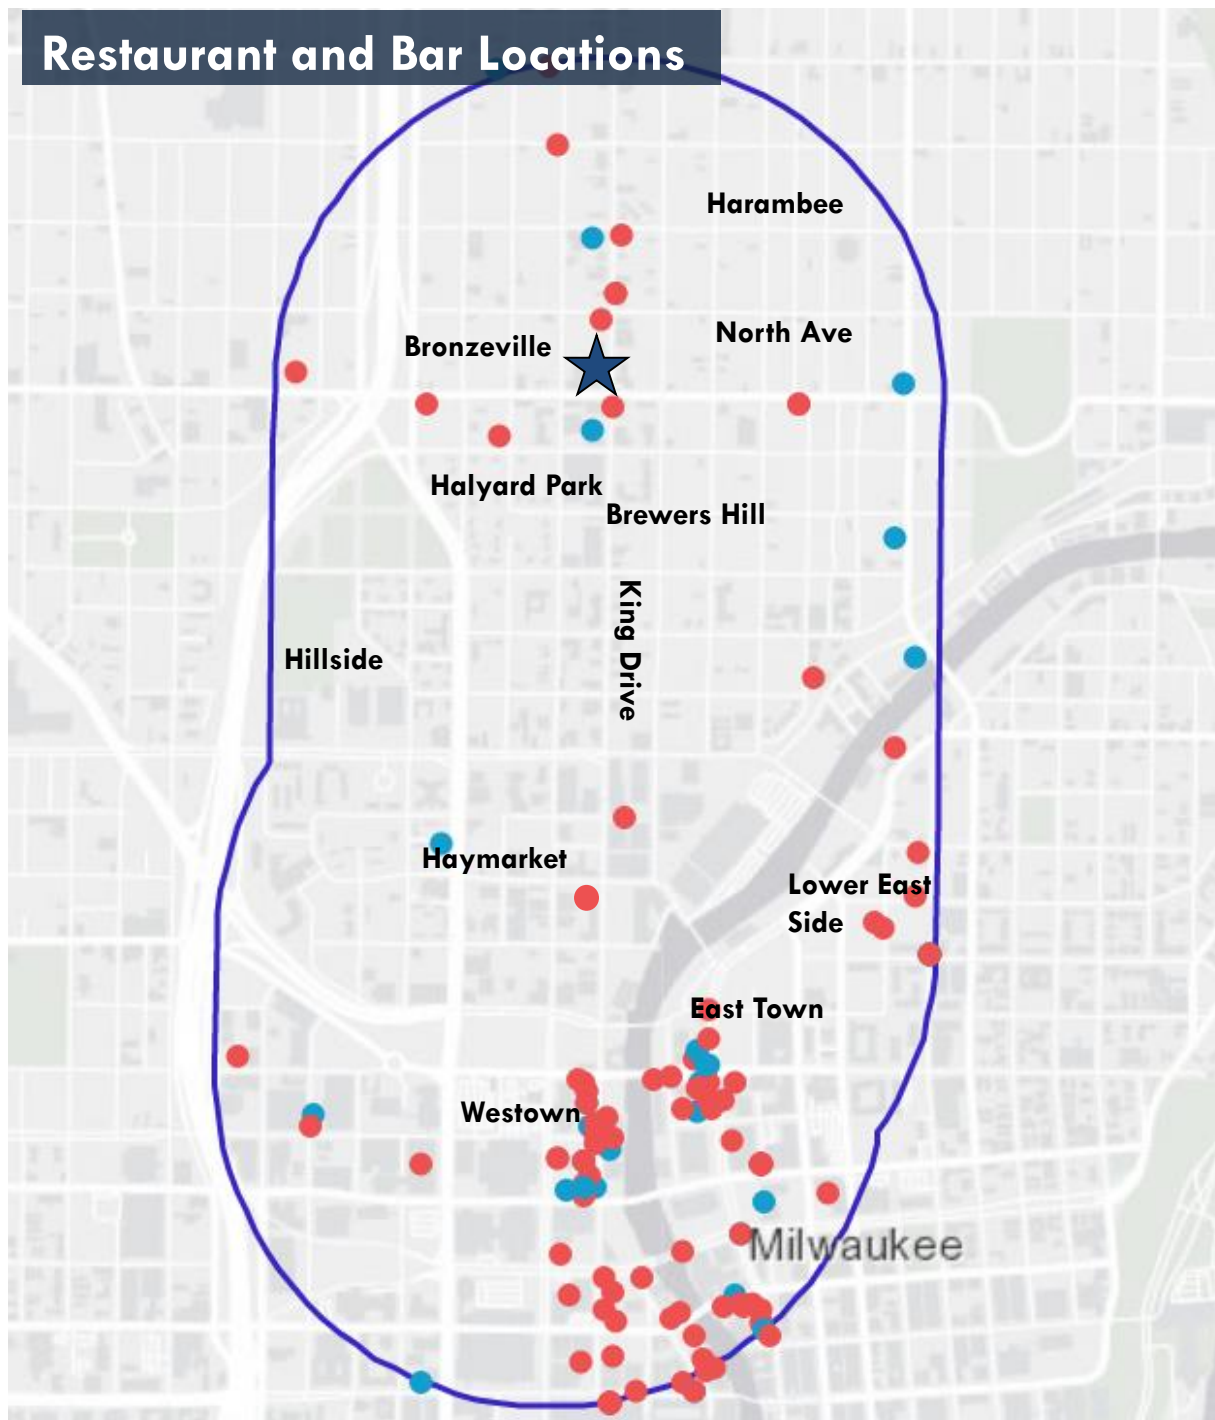 Restaurant and Bar Locations
Harambee
North Ave
Bronzeville
Halyard Park
Brewers Hill
King Drive
Hillside
Haymarket
Lower East
Side
East Town
Westown
Milwaukee